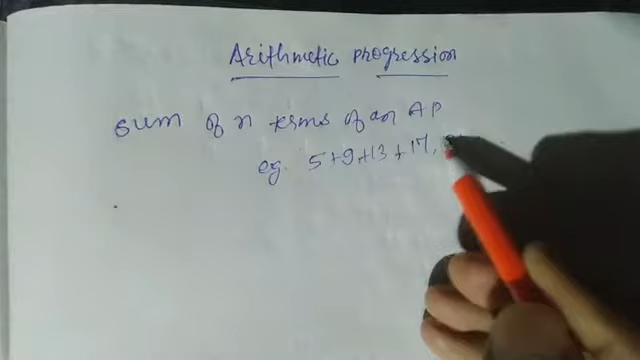 Arithmetic progression
sum of n terms of an AP
eg. 5+9+13+17,